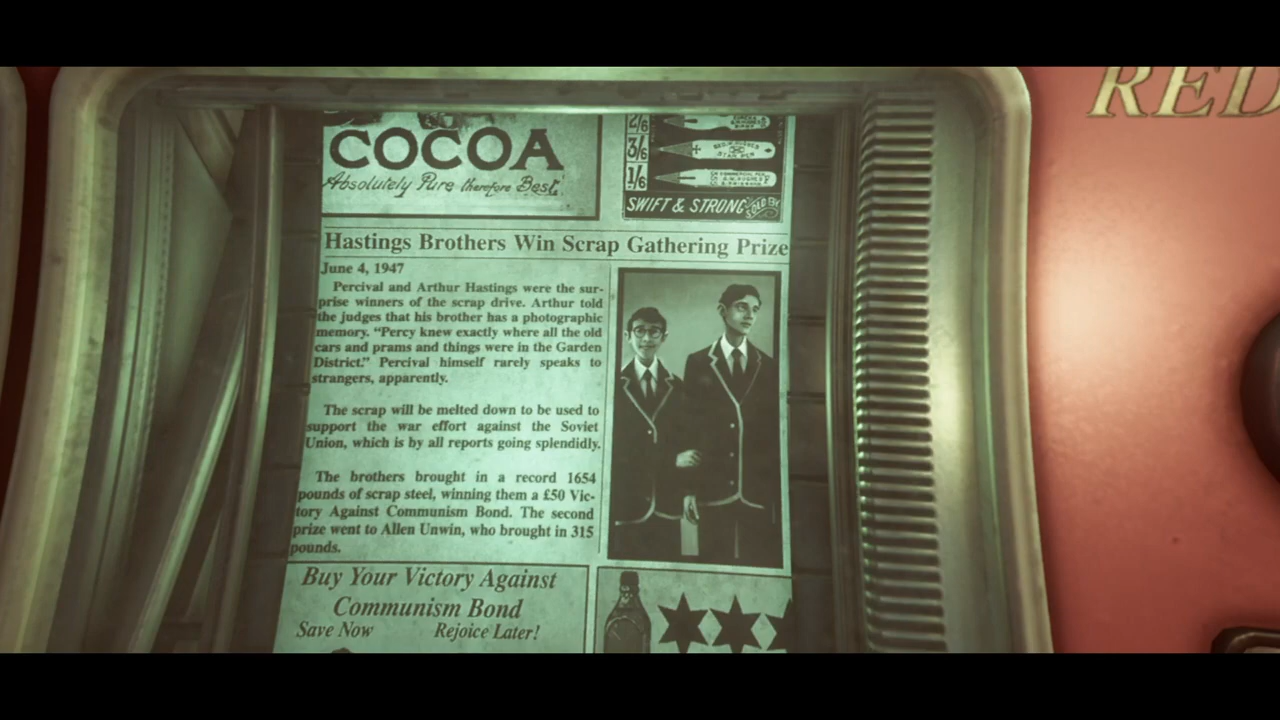 RED
COCOA
Absolutely Pure therefore Best.
2/6
3/6
1/6
STAR PEN
SWIFT & STRONG
SOLD BY
Hastings Brothers Win Scrap Gathering Prize
June 4, 1947
Percival and Arthur Hastings were the sur-
prise winners of the scrap drive. Arthur told
the judges that his brother has a photographic
memory. “Percy knew exactly where all the old
cars and prams and things were in the Garden
District.” Percival himself rarely speaks to
strangers, apparently.
The scrap will be melted down to be used to
support the war effort against the Soviet
Union, which is by all reports going splendidly.
The brothers brought in a record 1654
pounds of scrap steel, winning them a £50 Vic-
tory Against Communism Bond. The second
prize went to Allen Unwin, who brought in 315
pounds.
Buy Your Victory Against
Communism Bond
Save Now Rejoice Later!